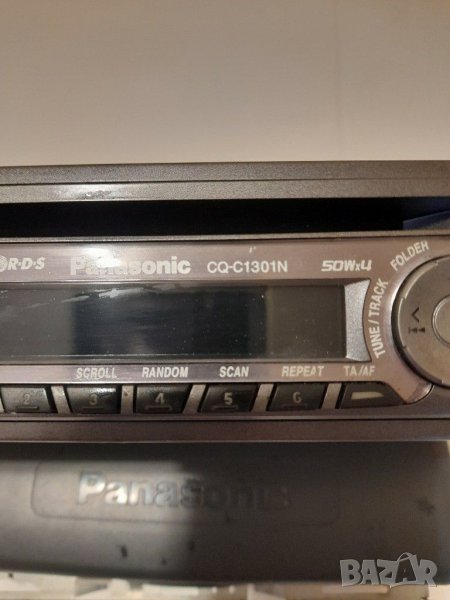 R·D·S Panasonic CQ-C1301N 50Wx4
FOLDER
TUNE/TRACK
SCROLL RANDOM SCAN REPEAT TA/AF
2 3 4 5 6
Panasonic
BAZAR